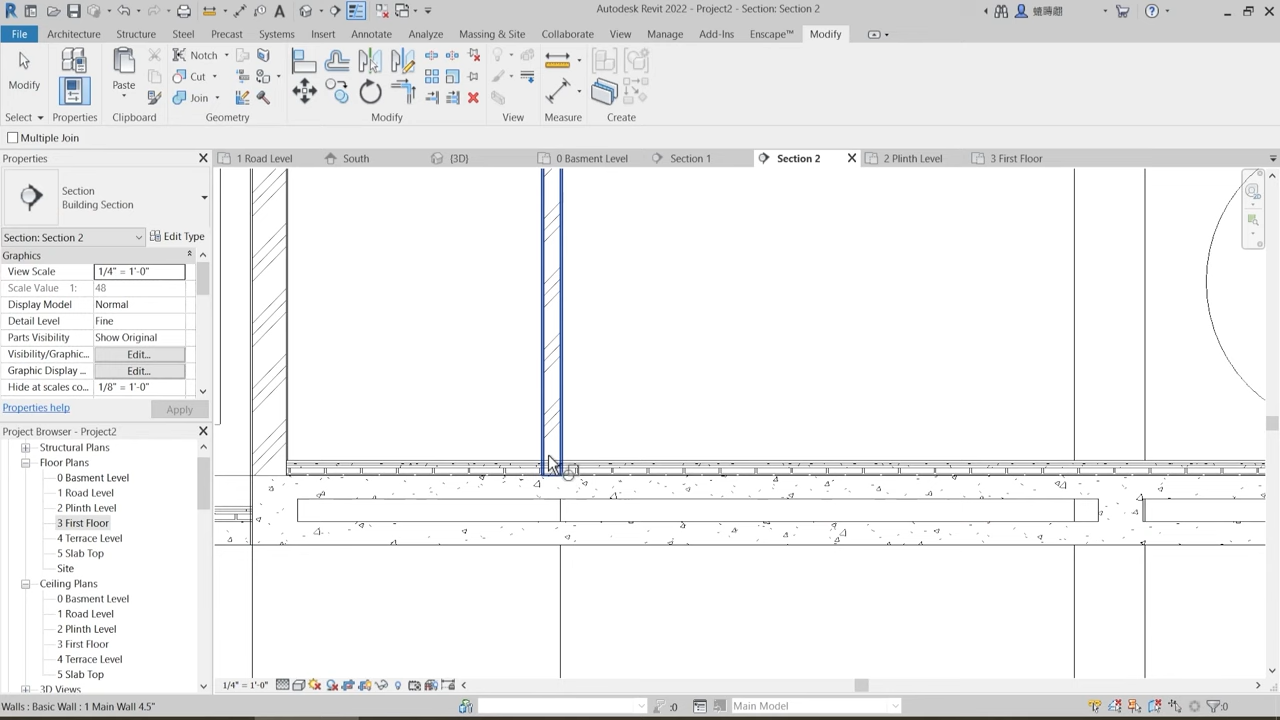 Autodesk Revit 2022 - Project2 - Section: Section 2
File Architecture Structure Steel Precast Systems Insert Annotate Analyze Massing & Site Collaborate View Manage Add-Ins Enscape™ Modify
Modify
Paste
Notch
Cut
Join
Select Properties Clipboard Geometry Modify View Measure Create
Multiple Join
Properties
1 Road Level South {3D} 0 Basment Level Section 1 Section 2 2 Plinth Level 3 First Floor
Section
Building Section
Section: Section 2 Edit Type
Graphics
View Scale 1/4" = 1'-0"
Scale Value 1: 48
Display Model Normal
Detail Level Fine
Parts Visibility Show Original
Visibility/Graphic... Edit...
Graphic Display ... Edit...
Hide at scales co... 1/8" = 1'-0"
Properties help Apply
Project Browser - Project2
Structural Plans
Floor Plans
0 Basment Level
1 Road Level
2 Plinth Level
3 First Floor
4 Terrace Level
5 Slab Top
Site
Ceiling Plans
0 Basment Level
1 Road Level
2 Plinth Level
3 First Floor
4 Terrace Level
5 Slab Top
3D Views
1/4" = 1'-0"
Walls : Basic Wall : 1 Main Wall 4.5" :0 Main Model :0